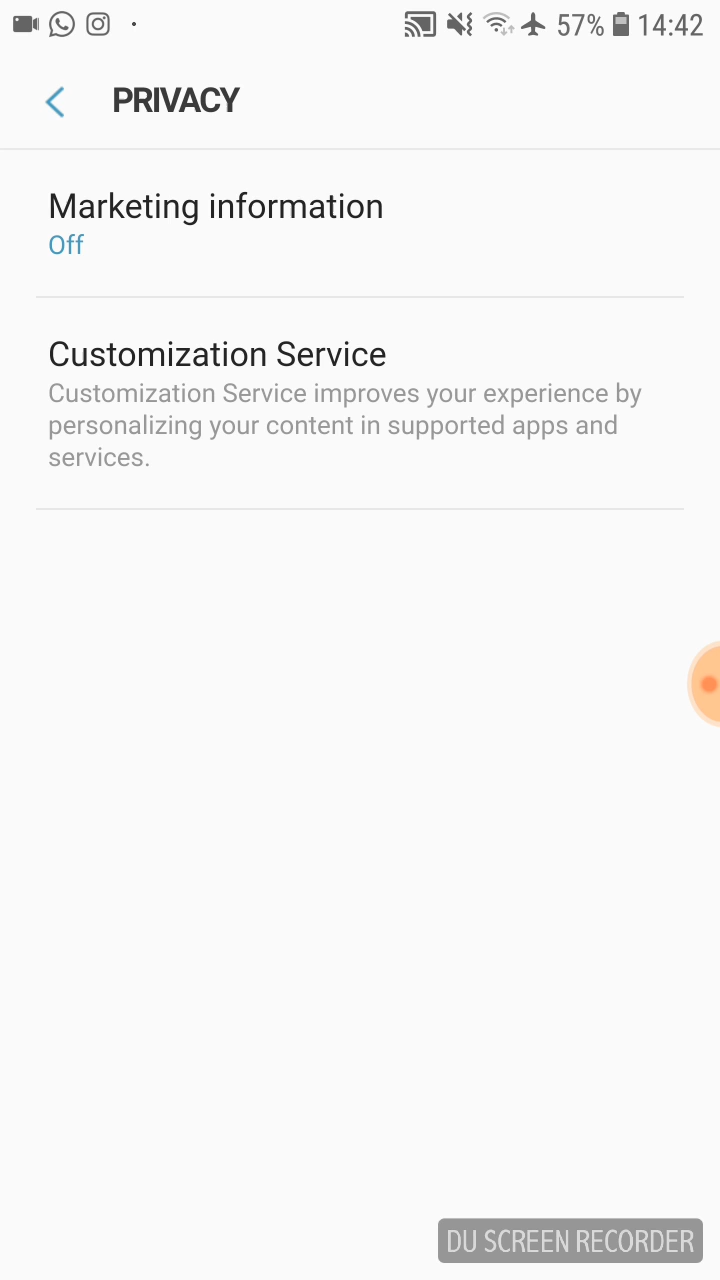 57% 14:42
PRIVACY
Marketing information
Off
Customization Service
Customization Service improves your experience by
personalizing your content in supported apps and
services.
DU SCREEN RECORDER